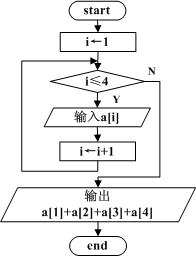 start
i←1
i≤4
N
Y
输入a[i]
i←i+1
输出
a[1]+a[2]+a[3]+a[4]
end